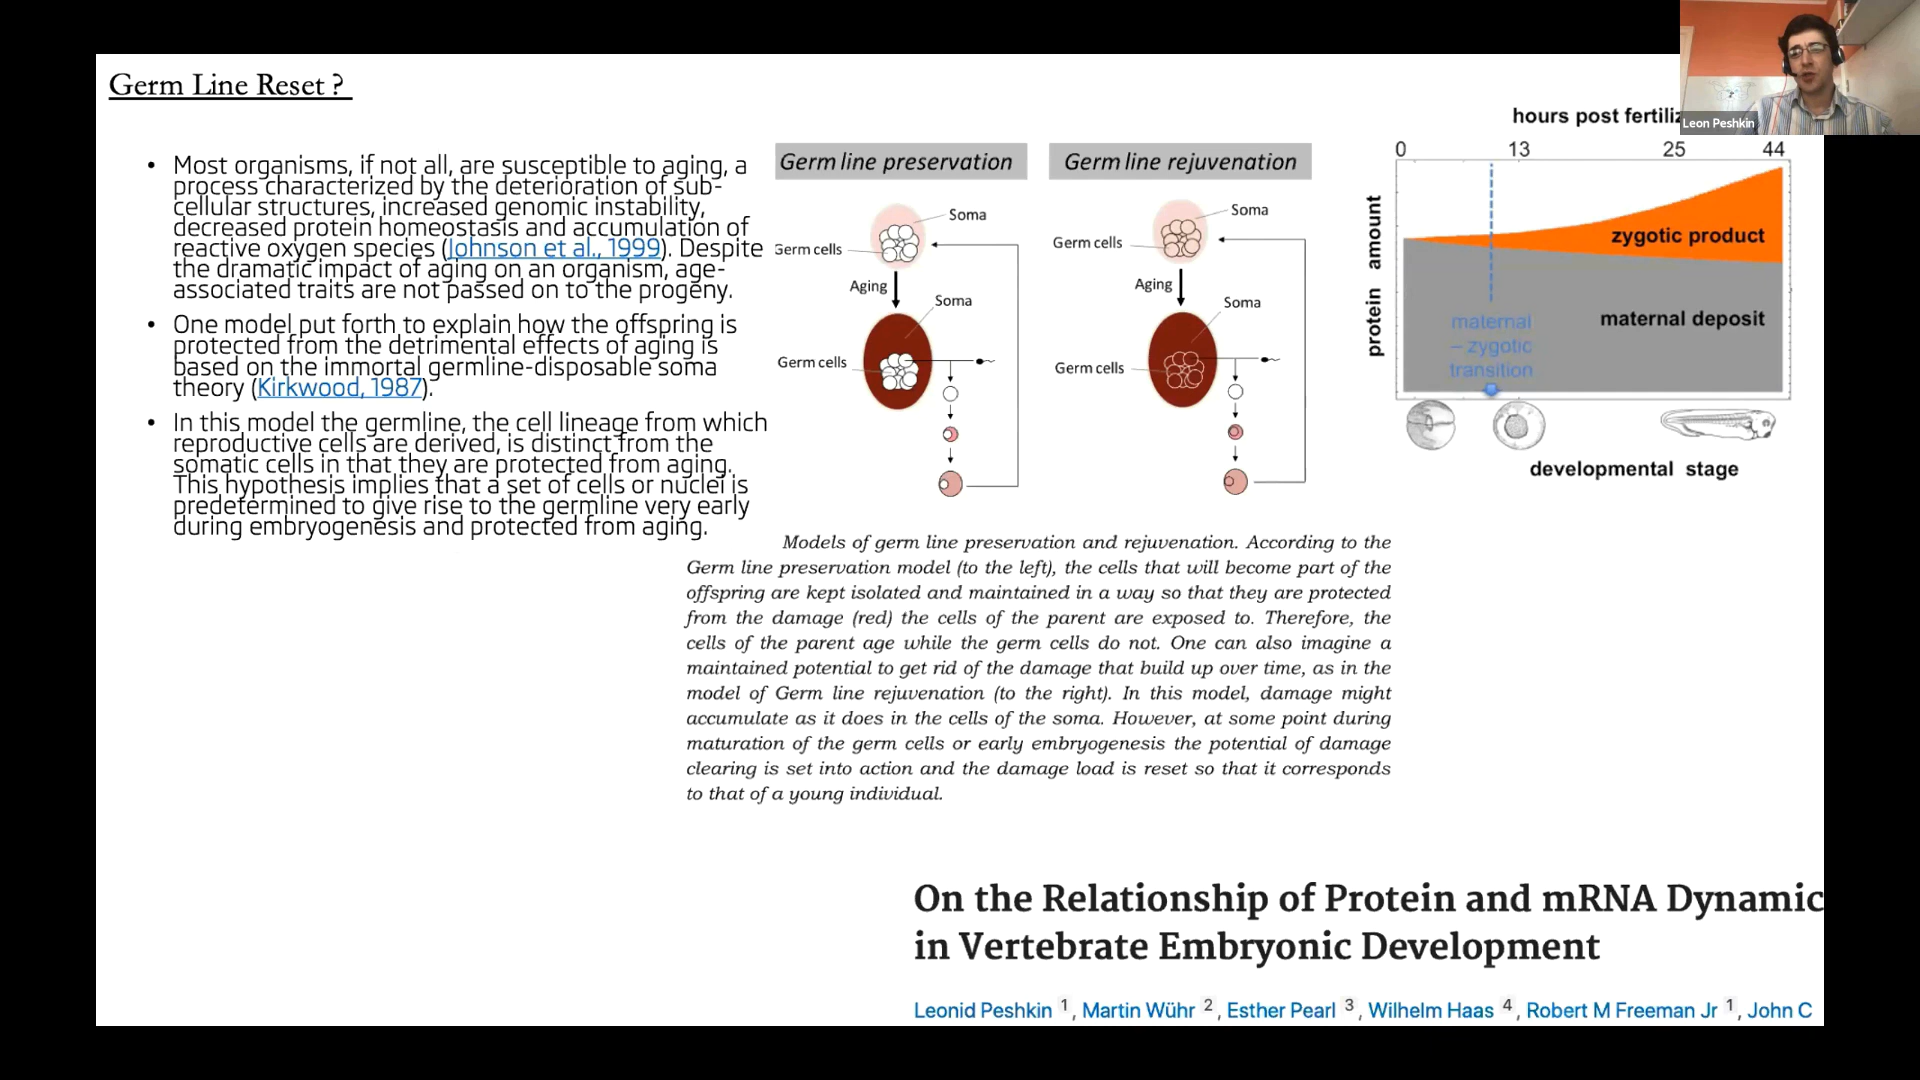 Germ Line Reset ?
• Most organisms, if not all, are susceptible to aging, a
process characterized by the deterioration of sub-
cellular structures, increased genomic instability,
decreased protein homeostasis and accumulation of
reactive oxygen species (Johnson et al., 1999). Despite
the dramatic impact of aging on an organism, age-
associated traits are not passed on to the progeny.
• One model put forth to explain how the offspring is
protected from the detrimental effects of aging is
based on the immortal germline-disposable soma
theory (Kirkwood, 1987).
• In this model the germline, the cell lineage from which
reproductive cells are derived, is distinct from the
somatic cells in that they are protected from aging.
This hypothesis implies that a set of cells or nuclei is
predetermined to give rise to the germline very early
during embryogenesis and protected from aging.
Germ line preservation
Soma
Germ cells
Aging
Soma
Germ cells
Germ line rejuvenation
Soma
Germ cells
Aging
Soma
Germ cells
Leon Peshkin
hours post fertiliz
0 13 25 44
protein amount
zygotic product
maternal deposit
maternal
– zygotic
transition
developmental stage
Models of germ line preservation and rejuvenation. According to the
Germ line preservation model (to the left), the cells that will become part of the
offspring are kept isolated and maintained in a way so that they are protected
from the damage (red) the cells of the parent are exposed to. Therefore, the
cells of the parent age while the germ cells do not. One can also imagine a
maintained potential to get rid of the damage that build up over time, as in the
model of Germ line rejuvenation (to the right). In this model, damage might
accumulate as it does in the cells of the soma. However, at some point during
maturation of the germ cells or early embryogenesis the potential of damage
clearing is set into action and the damage load is reset so that it corresponds
to that of a young individual.
On the Relationship of Protein and mRNA Dynamic
in Vertebrate Embryonic Development
Leonid Peshkin 1, Martin Wühr 2, Esther Pearl 3, Wilhelm Haas 4, Robert M Freeman Jr 1, John C